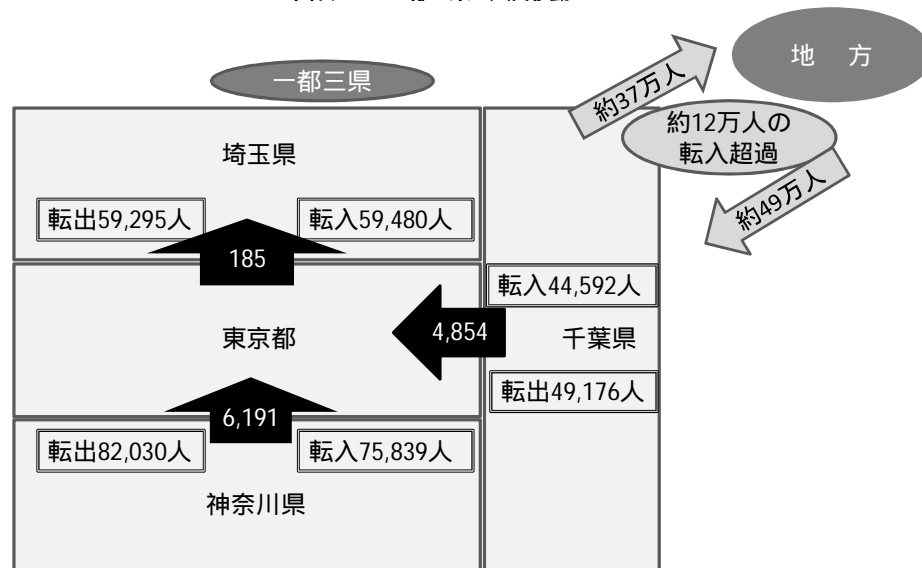 地 方
一都三県
約37万人
約12万人の
転入超過
約49万人
埼玉県
転出59,295人
転入59,480人
185
転入44,592人
東京都
4,854
千葉県
転出49,176人
6,191
転出82,030人
転入75,839人
神奈川県